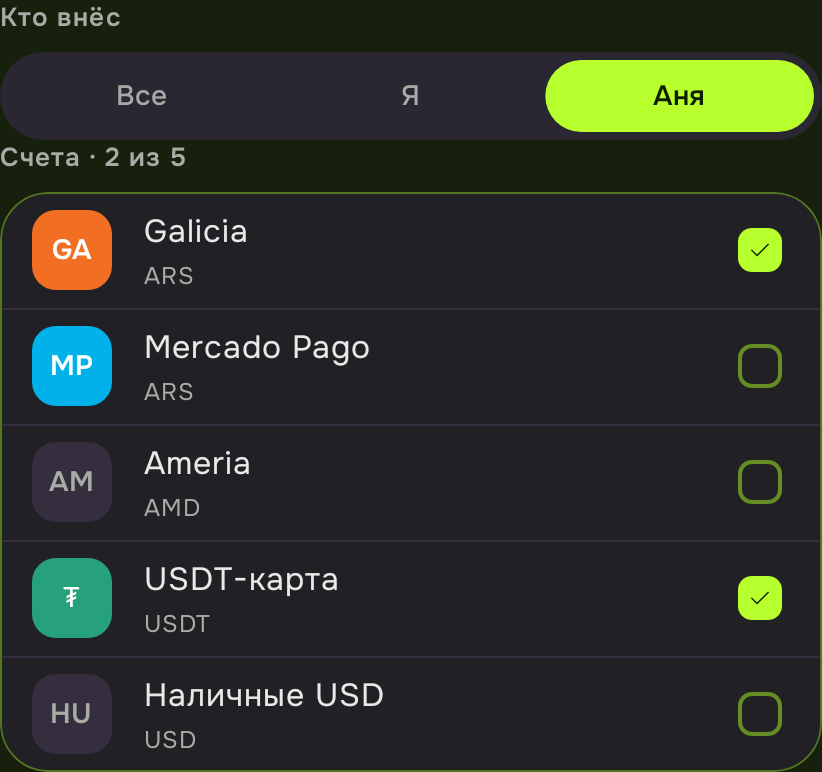 Кто внёс
Все Я Аня
Счета · 2 из 5
GA Galicia
ARS
MP Mercado Pago
ARS
AM Ameria
AMD
₮ USDT-карта
USDT
HU Наличные USD
USD